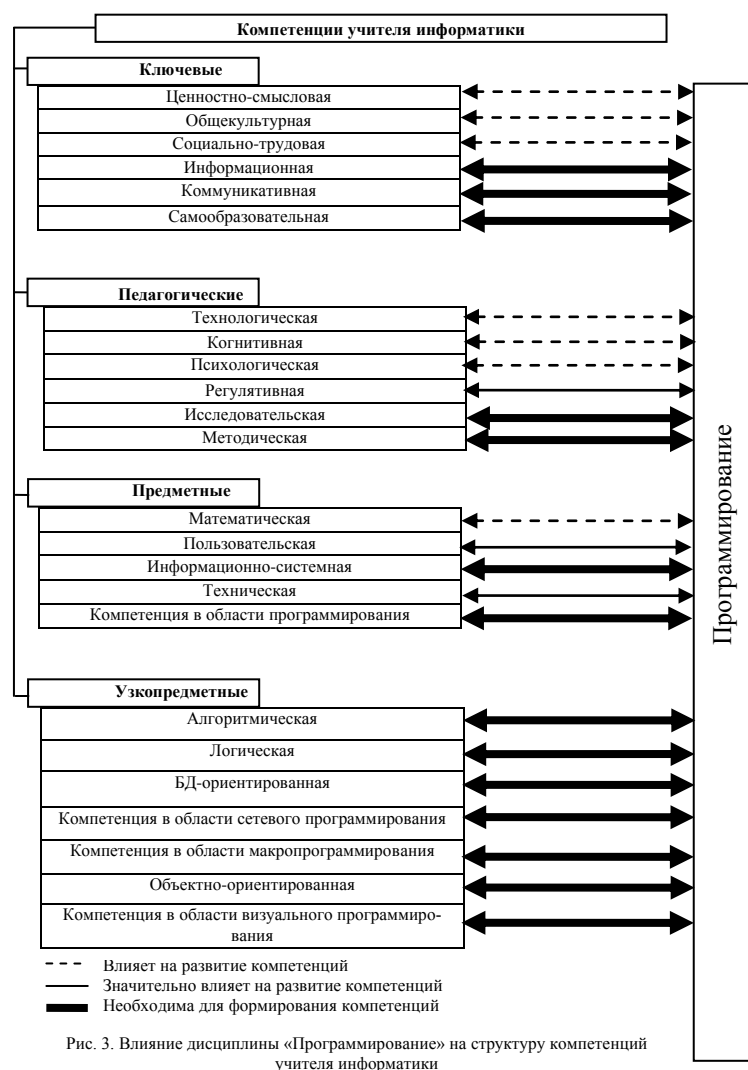 Компетенции учителя информатики
Ключевые
Ценностно-смысловая
Общекультурная
Социально-трудовая
Информационная
Коммуникативная
Самообразовательная
Педагогические
Технологическая
Когнитивная
Психологическая
Регулятивная
Исследовательская
Методическая
Предметные
Математическая
Пользовательская
Информационно-системная
Техническая
Компетенция в области программирования
Узкопредметные
Алгоритмическая
Логическая
БД-ориентированная
Компетенция в области сетевого программирования
Компетенция в области макропрограммирования
Объектно-ориентированная
Компетенция в области визуального программиро-
вания
Программирование
Влияет на развитие компетенций
Значительно влияет на развитие компетенций
Необходима для формирования компетенций
Рис. 3. Влияние дисциплины «Программирование» на структуру компетенций
учителя информатики